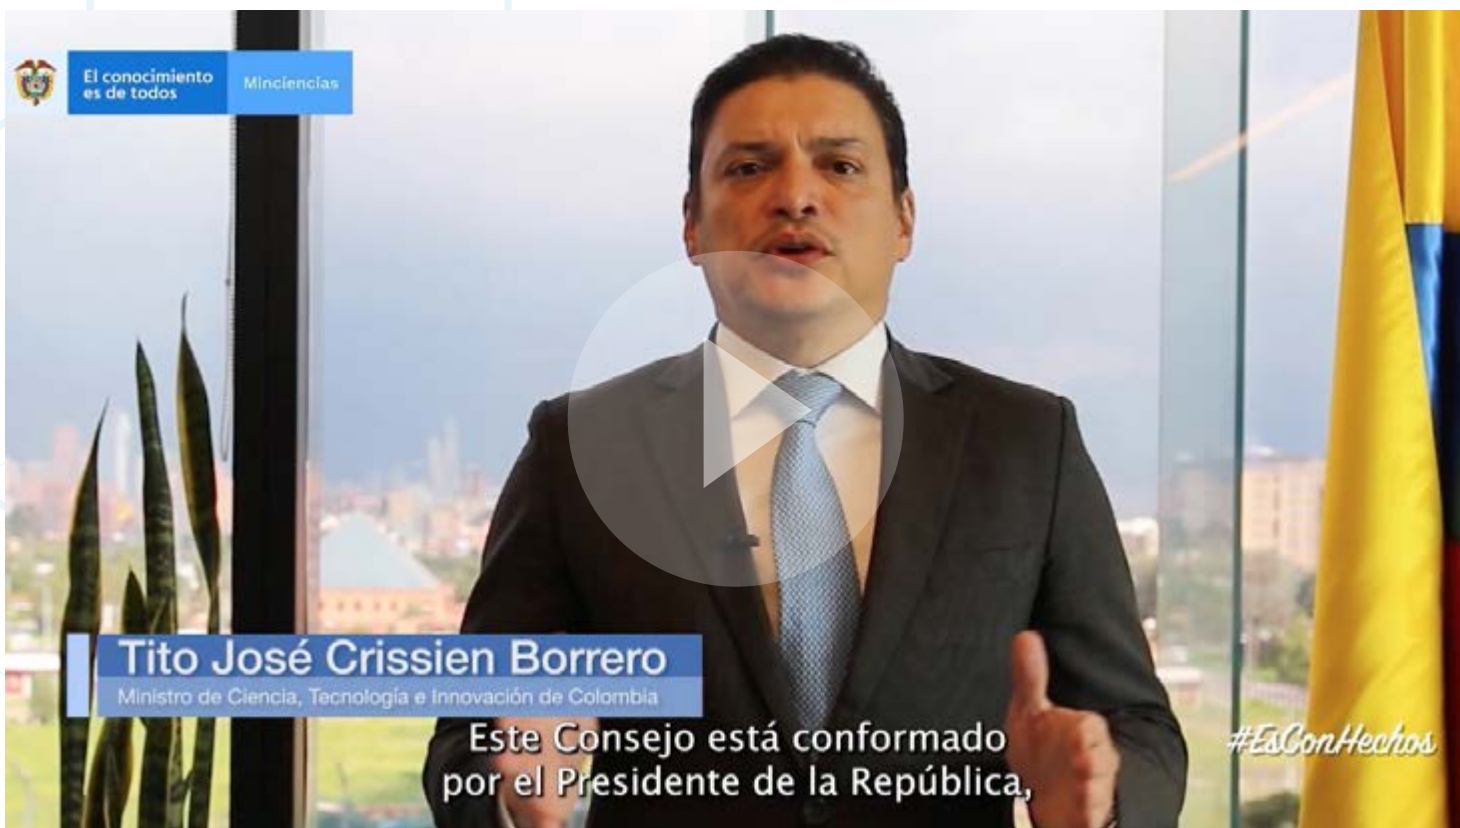 El conocimiento
es de todos
Minciencias
Tito José Crissien Borrero
Ministro de Ciencia, Tecnología e Innovación de Colombia
Este Consejo está conformado
por el Presidente de la República,
#EsConHechos